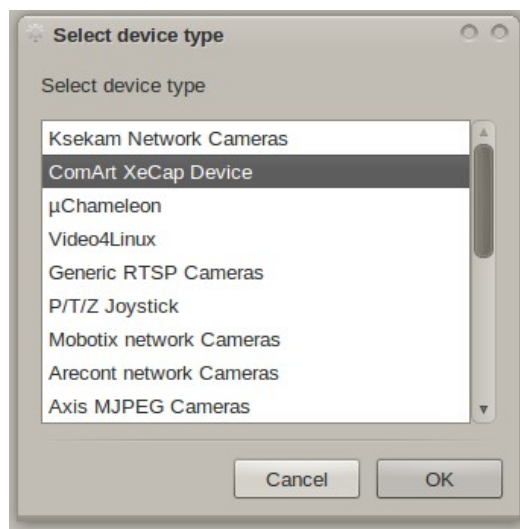 Select device type
Select device type
Ksekam Network Cameras
ComArt XeCap Device
µChameleon
Video4Linux
Generic RTSP Cameras
P/T/Z Joystick
Mobotix network Cameras
Arecont network Cameras
Axis MJPEG Cameras
Cancel OK